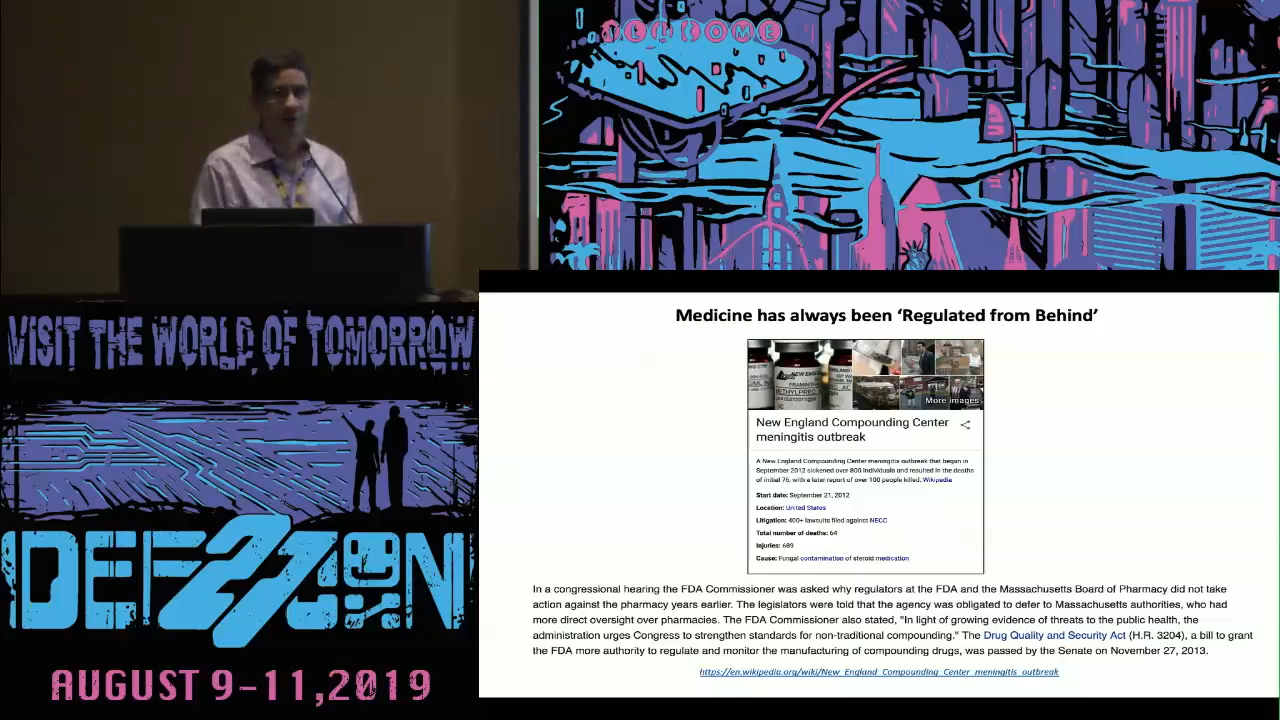 WELCOME
VISIT THE WORLD OF TOMORROW
DEF CON
27
AUGUST 9-11,2019
Medicine has always been ‘Regulated from Behind’
More images
New England Compounding Center
meningitis outbreak
A New England Compounding Center meningitis outbreak that began in
September 2012 sickened over 800 individuals and resulted in the deaths
of initial 76, with a later report of over 100 people killed. Wikipedia
Start date: September 21, 2012
Location: United States
Litigation: 400+ lawsuits filed against NECC
Total number of deaths: 64
Injuries: 689
Cause: Fungal contamination of steroid medication
In a congressional hearing the FDA Commissioner was asked why regulators at the FDA and the Massachusetts Board of Pharmacy did not take
action against the pharmacy years earlier. The legislators were told that the agency was obligated to defer to Massachusetts authorities, who had
more direct oversight over pharmacies. The FDA Commissioner also stated, "In light of growing evidence of threats to the public health, the
administration urges Congress to strengthen standards for non-traditional compounding." The Drug Quality and Security Act (H.R. 3204), a bill to grant
the FDA more authority to regulate and monitor the manufacturing of compounding drugs, was passed by the Senate on November 27, 2013.
https://en.wikipedia.org/wiki/New_England_Compounding_Center_meningitis_outbreak